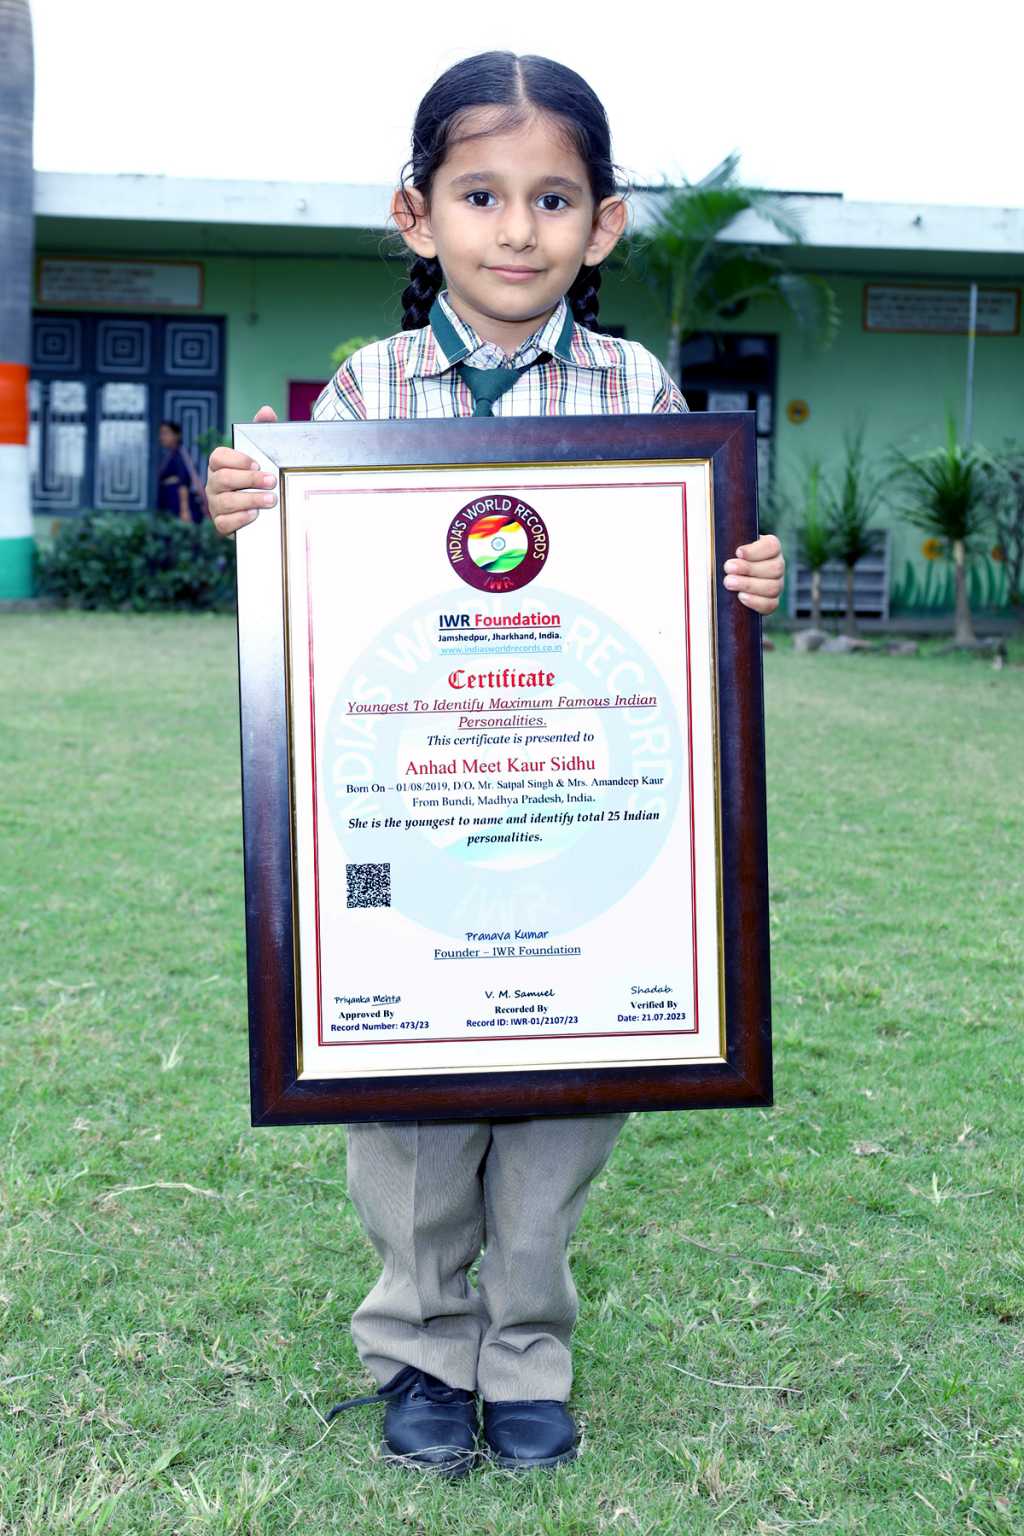 INDIA'S WORLD RECORDS
IWR
IWR Foundation
Jamshedpur, Jharkhand, India.
www.indiasworldrecords.co.in
Certificate
Youngest To Identify Maximum Famous Indian
Personalities.
This certificate is presented to
Anhad Meet Kaur Sidhu
Born On – 01/08/2019, D/O, Mr. Satpal Singh & Mrs. Amandeep Kaur
From Bundi, Madhya Pradesh, India.
She is the youngest to name and identify total 25 Indian
personalities.
INDIAS WORLD RECORDS
IWR
Pranava Kumar
Founder – IWR Foundation
Priyanka Mehta
Approved By
Record Number: 473/23
V. M. Samuel
Recorded By
Record ID: IWR-01/2107/23
Shadab.
Verified By
Date: 21.07.2023